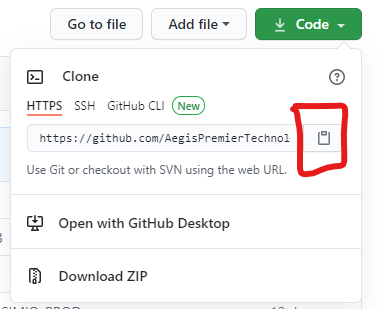 Go to file Add file Code
Clone
HTTPS SSH GitHub CLI New
https://github.com/AegisPremierTechnol
Use Git or checkout with SVN using the web URL.
Open with GitHub Desktop
Download ZIP